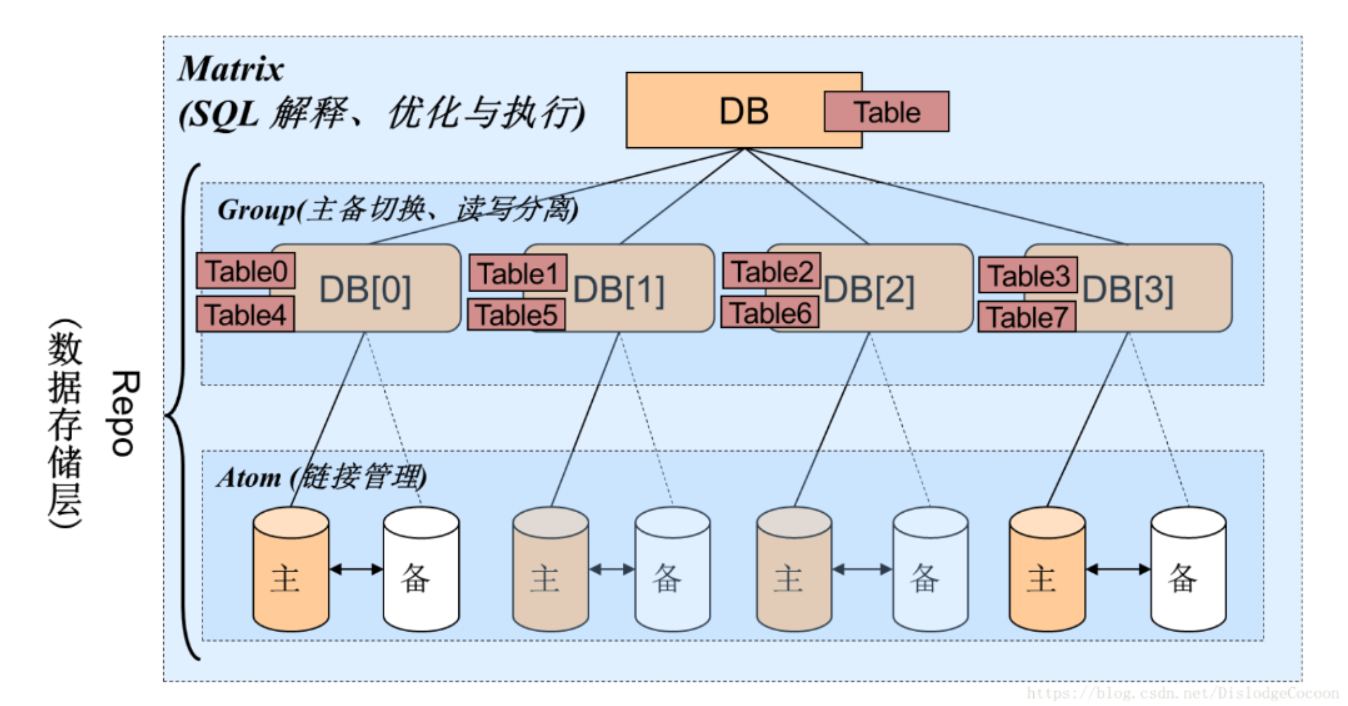 Matrix
(SQL 解释、优化与执行)
DB
Table
Group(主备切换、读写分离)
Table0
Table4
DB[0]
Table1
Table5
DB[1]
Table2
Table6
DB[2]
Table3
Table7
DB[3]
Repo
(数据存储层)
Atom (链接管理)
主
备
主
备
主
备
主
备
https://blog.csdn.net/DislodgeCocoon